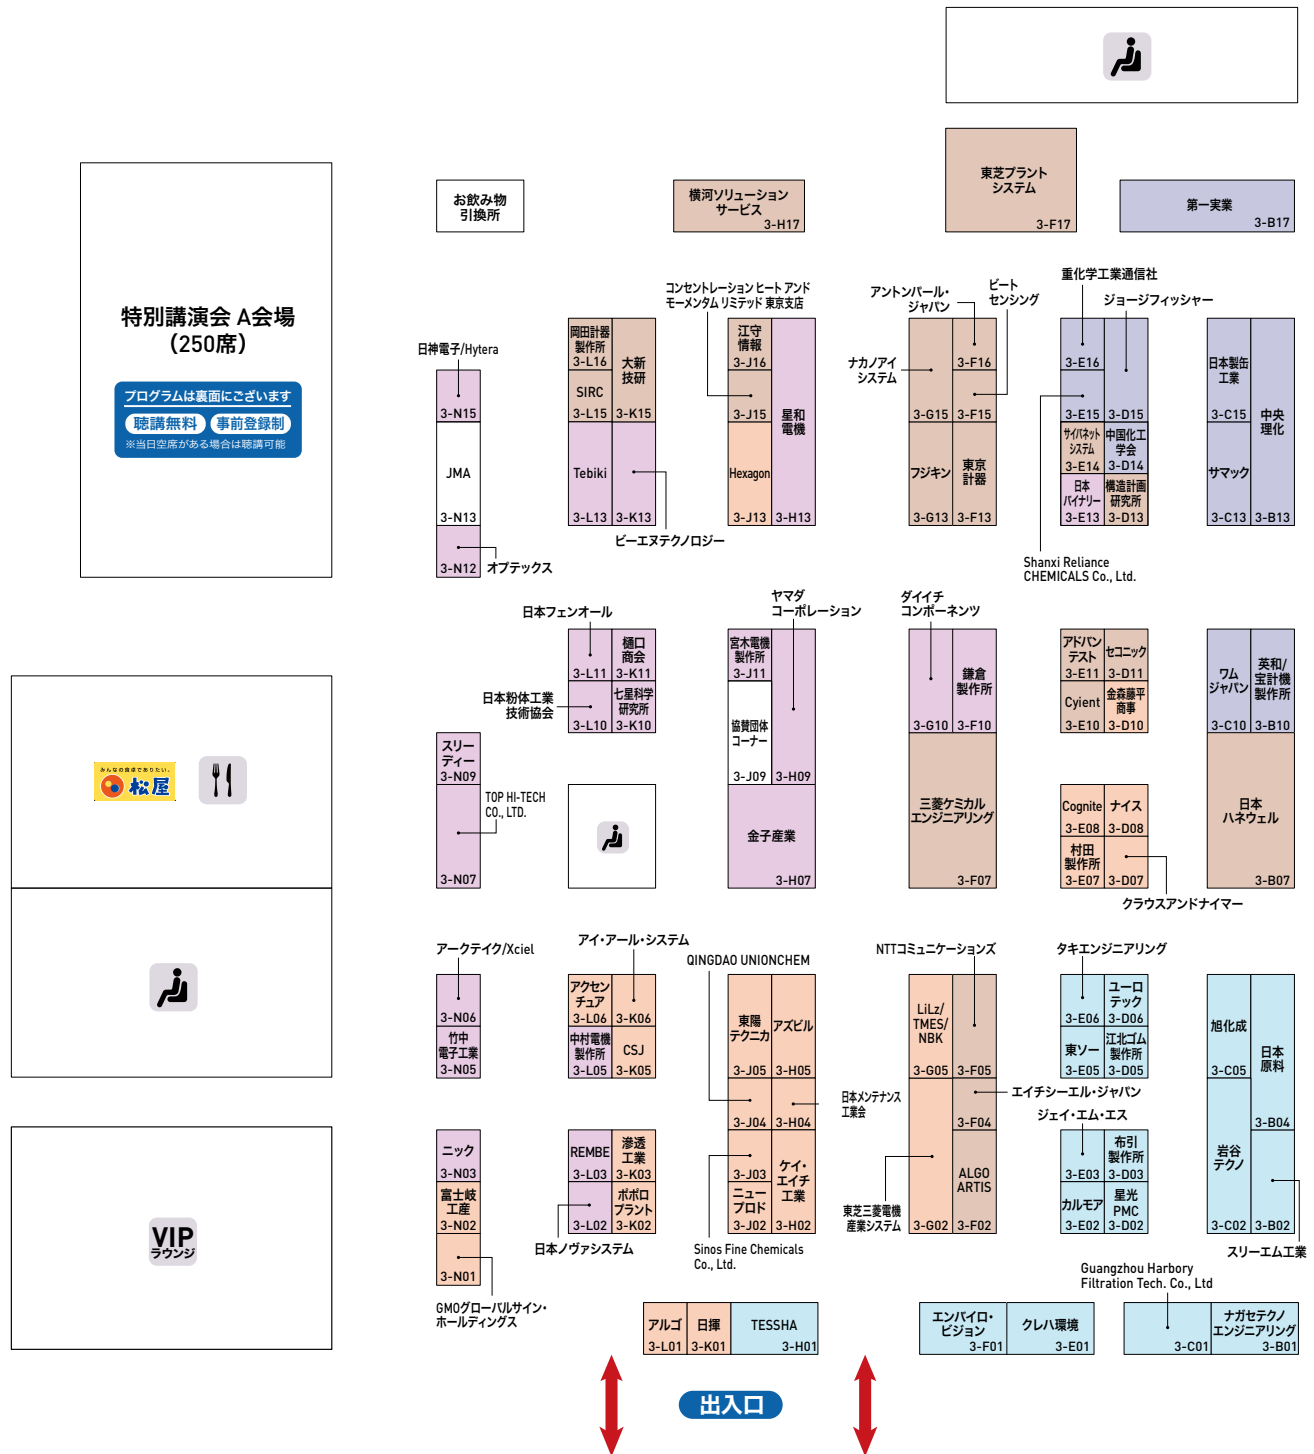 東芝プラント
システム
3-F17
お飲み物
引換所
横河ソリューション
サービス
3-H17
第一実業
3-B17
特別講演会 A会場
(250席)
プログラムは裏面にございます
聴講無料 事前登録制
※当日空席がある場合は聴講可能
コンセントレーション ヒート アンド
モーメンタム リミテッド 東京支店
アントンパール・
ジャパン
ビート
センシング
重化学工業通信社
ジョージフィッシャー
日神電子/Hytera
3-N15
JMA
3-N13
3-N12
オプテックス
岡田計器
製作所
3-L16
SIRC
3-L15
大新
技研
3-K15
Tebiki
3-L13
3-K13
ビーエヌテクノロジー
江守
情報
3-J16
3-J15
Hexagon
3-J13
星和
電機
3-H13
ナカノアイ
システム
3-G15
3-F16
3-F15
フジキン
3-G13
東京
計器
3-F13
3-E16
3-E15
3-D15
サイバネット
システム
3-E14
中国化工
学会
3-D14
日本
バイナリー
3-E13
構造計画
研究所
3-D13
Shanxi Reliance
CHEMICALS Co., Ltd.
日本製缶
工業
3-C15
サマック
3-C13
中央
理化
3-B13
日本フェンオール
3-L11
樋口
商会
3-K11
日本粉体工業
技術協会
3-L10
七星科学
研究所
3-K10
ヤマダ
コーポレーション
宮木電機
製作所
3-J11
協賛団体
コーナー
3-J09
3-H09
金子産業
3-H07
ダイイチ
コンポーネンツ
3-G10
鎌倉
製作所
3-F10
三菱ケミカル
エンジニアリング
3-F07
アドバン
テスト
3-E11
セコニック
3-D11
Cyient
3-E10
金森藤平
商事
3-D10
ワム
ジャパン
3-C10
英和/
宝計機
製作所
3-B10
日本
ハネウェル
3-B07
みんなの食卓でありたい。
松屋
スリー
ディー
3-N09
TOP HI-TECH
CO., LTD.
3-N07
Cognite
3-E08
ナイス
3-D08
村田
製作所
3-E07
3-D07
クラウスアンドナイマー
アークテイク/Xciel
3-N06
竹中
電子工業
3-N05
アイ・アール・システム
アクセン
チュア
3-L06
3-K06
中村電機
製作所
3-L05
CSJ
3-K05
QINGDAO UNIONCHEM
東陽
テクニカ
3-J05
アズビル
3-H05
3-J04
3-H04
日本メンテナンス
工業会
3-J03
ニュー
プロド
3-J02
ケイ・
エイチ
工業
3-H02
Sinos Fine Chemicals
Co., Ltd.
NTTコミュニケーションズ
LiLz/
TMES/
NBK
3-G05
3-F05
3-F04
エイチシーエル・ジャパン
3-G02
ALGO
ARTIS
3-F02
東芝三菱電機
産業システム
タキエンジニアリング
3-E06
ユーロ
テック
3-D06
東ソー
3-E05
江北ゴム
製作所
3-D05
ジェイ・エム・エス
3-E03
布引
製作所
3-D03
カルモア
3-E02
星光
PMC
3-D02
旭化成
3-C05
日本
原料
3-B04
岩谷
テクノ
3-C02
3-B02
スリーエム工業
VIP
ラウンジ
ニック
3-N03
富士岐
工産
3-N02
3-N01
GMOグローバルサイン・
ホールディングス
REMBE
3-L03
滲透
工業
3-K03
3-L02
ポポロ
プラント
3-K02
日本ノヴァシステム
アルゴ
3-L01
日揮
3-K01
TESSHA
3-H01
エンバイロ・
ビジョン
3-F01
クレハ環境
3-E01
Guangzhou Harbory
Filtration Tech. Co., Ltd
3-C01
ナガセテクノ
エンジニアリング
3-B01
出入口